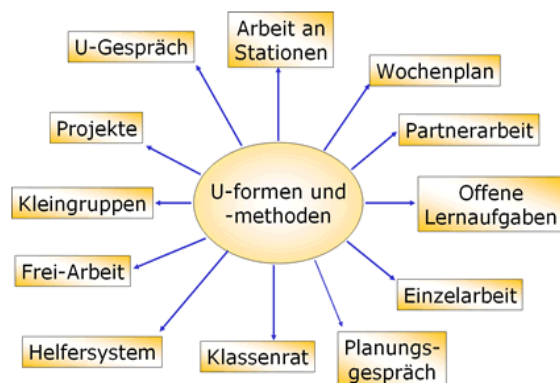 Arbeit an
Stationen
U-Gespräch
Wochenplan
Projekte
Partnerarbeit
U-formen und
-methoden
Kleingruppen
Offene
Lernaufgaben
Frei-Arbeit
Einzelarbeit
Helfersystem
Klassenrat
Planungs-
gespräch